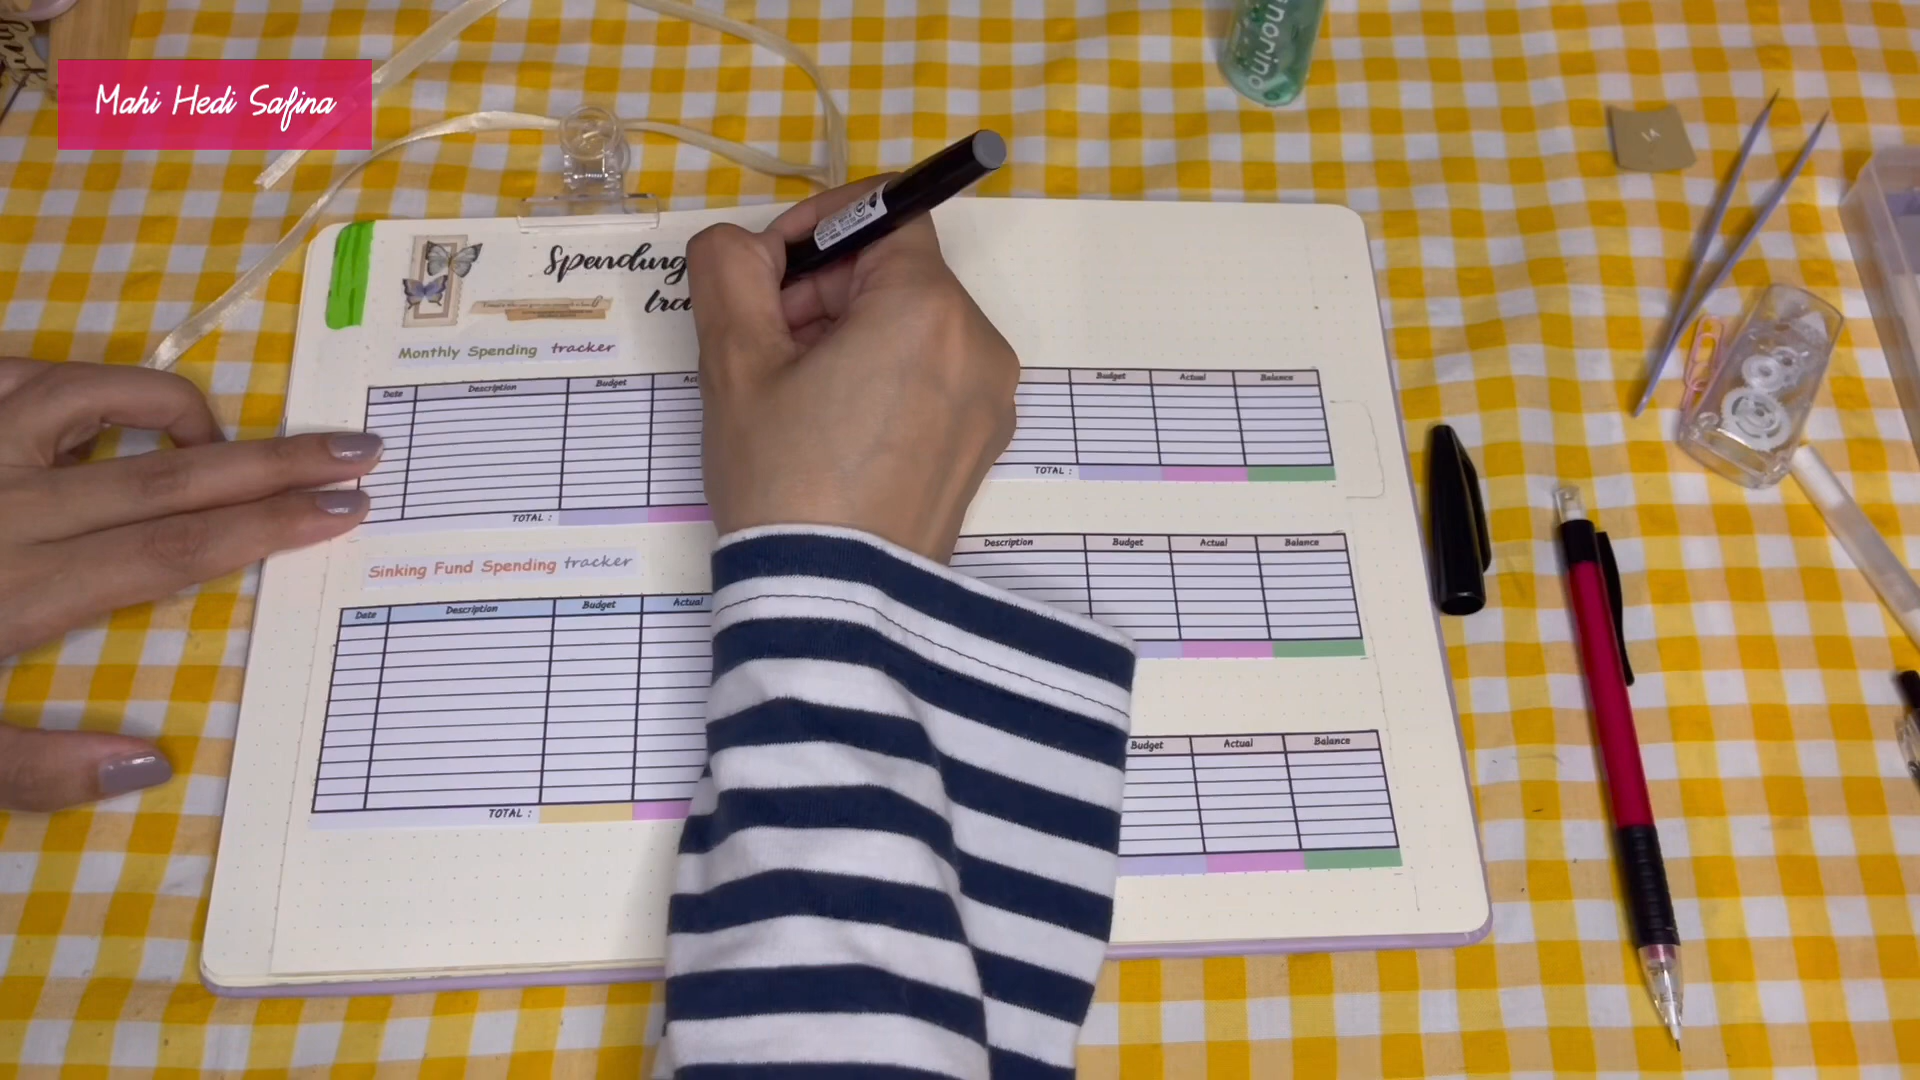 Mahi Hedi Safina
norino
Spending
Monthly Spending tracker
Date Description Budget
TOTAL :
Budget Actual Balance
TOTAL :
Sinking Fund Spending tracker
Date Description Budget Actual
TOTAL :
Description Budget Actual Balance
Budget Actual Balance